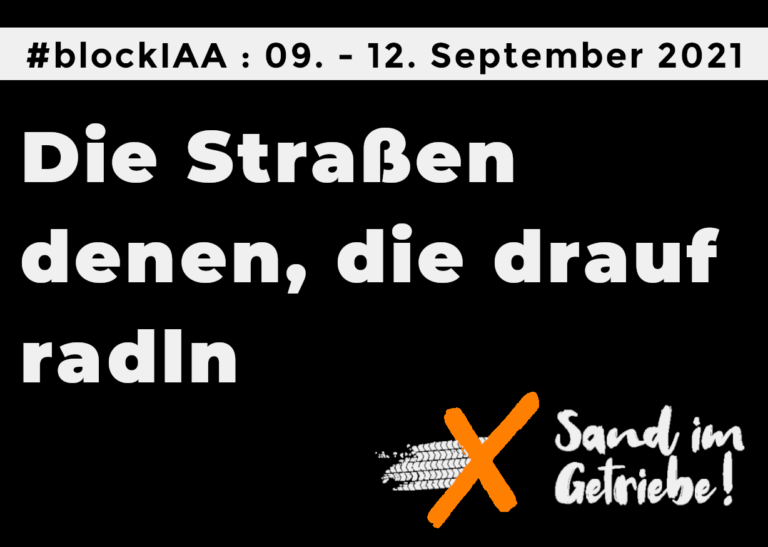 #blockIAA : 09. - 12. September 2021
Die Straßen
denen, die drauf
radln
Sand im
Getriebe!